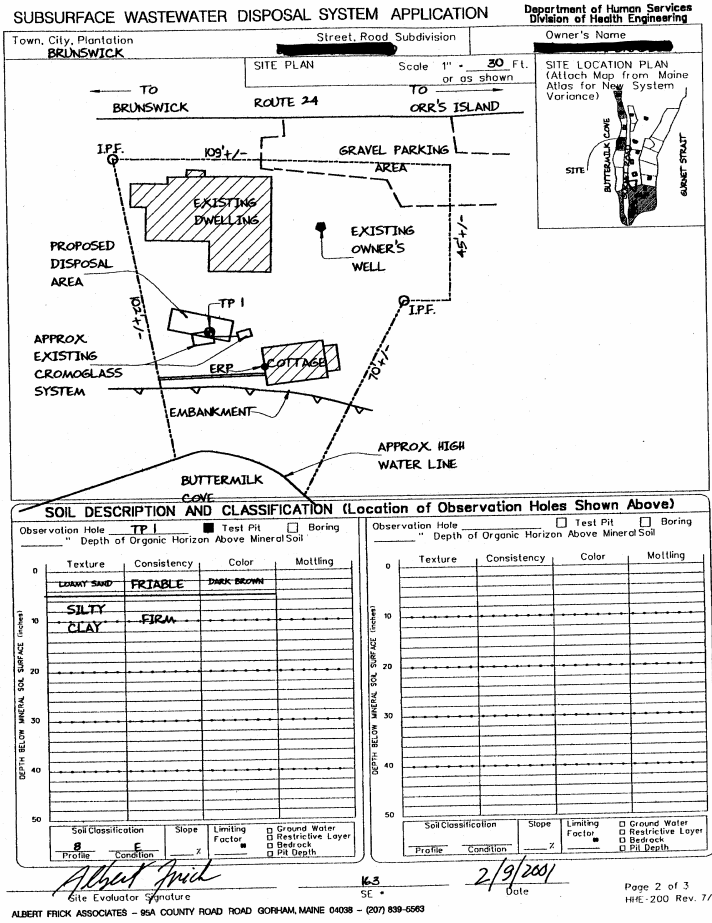 SUBSURFACE WASTEWATER DISPOSAL SYSTEM APPLICATION
Department of Human Services
Division of Health Engineering
Town, City, Plantation
BRUNSWICK
Street, Road Subdivision
Owner's Name
SITE PLAN
Scale 1" = 30 Ft.
or as shown
SITE LOCATION PLAN
(Attach Map from Maine
Atlas for New System
Variance)
TO
BRUNSWICK
ROUTE 24
TO
ORR'S ISLAND
I.P.F.
109'+/-
GRAVEL PARKING
AREA
SITE
BUTTERMILK COVE
GURNET STRAIT
EXISTING
DWELLING
EXISTING
OWNER'S
WELL
45'+/-
PROPOSED
DISPOSAL
AREA
TP 1
I.P.F.
102'+/-
APPROX
EXISTING
CROMOGLASS
SYSTEM
ERP
COTTAGE
70'+/-
EMBANKMENT
APPROX HIGH
WATER LINE
BUTTERMILK
COVE
SOIL DESCRIPTION AND CLASSIFICATION (Location of Observation Holes Shown Above)
Observation Hole TP 1 Test Pit Boring
" Depth of Organic Horizon Above Mineral Soil
Texture Consistency Color Mottling
0
LOAMY SAND FRIABLE DARK BROWN
SILTY
CLAY FIRM
10
20
30
40
50
DEPTH BELOW MINERAL SOIL SURFACE (inches)
Soil Classification Slope Limiting Factor
8 E % "
Profile Condition
Ground Water
Restrictive Layer
Bedrock
Pit Depth
Observation Hole Test Pit Boring
" Depth of Organic Horizon Above Mineral Soil
Texture Consistency Color Mottling
0
10
20
30
40
50
DEPTH BELOW MINERAL SOIL SURFACE (inches)
Soil Classification Slope Limiting Factor
% "
Profile Condition
Ground Water
Restrictive Layer
Bedrock
Pit Depth
Albert Frick
Site Evaluator Signature
163
SE #
2/9/2001
Date
Page 2 of 3
HHE-200 Rev. 7/
ALBERT FRICK ASSOCIATES - 95A COUNTY ROAD ROAD GORHAM, MAINE 04038 - (207) 839-5563